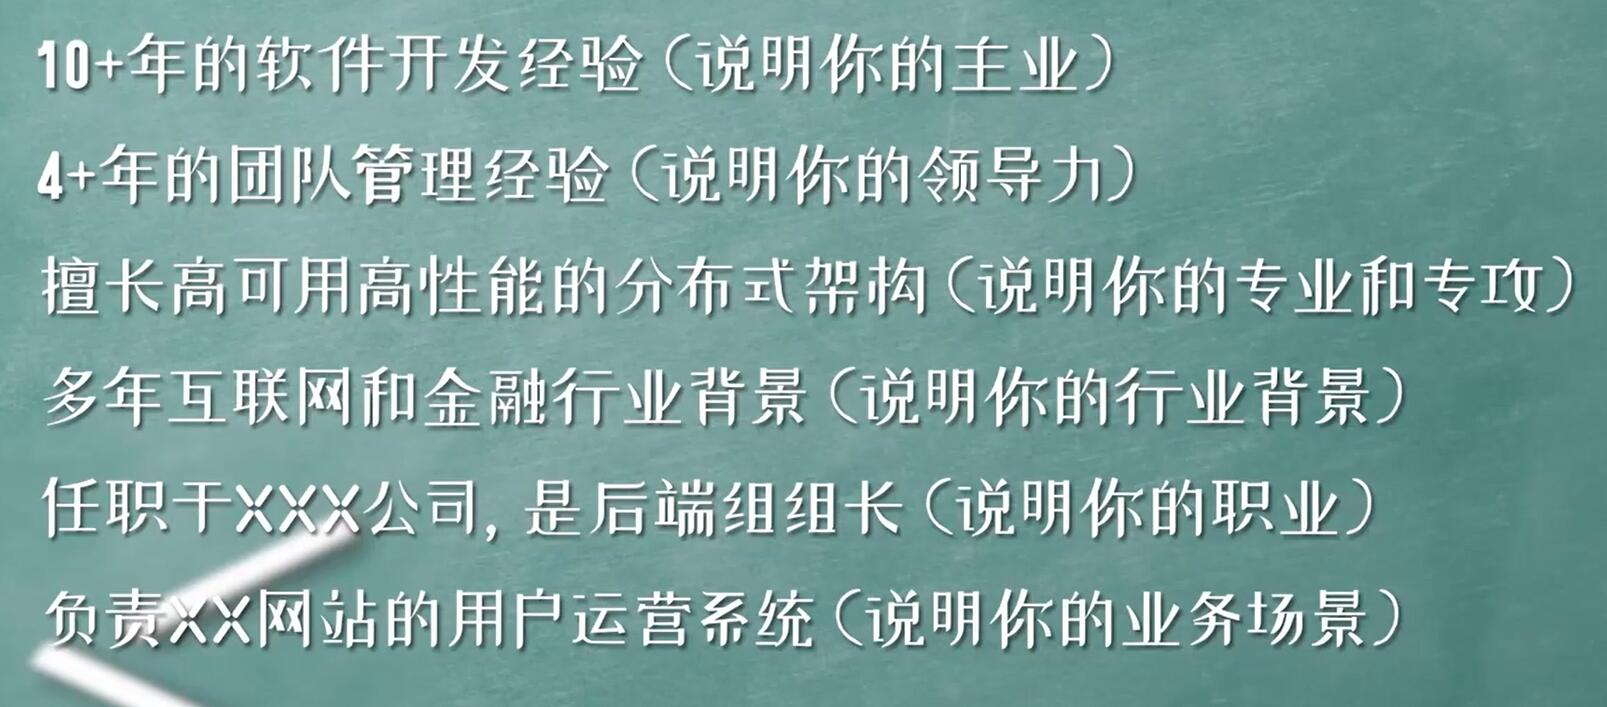 10+年的软件开发经验（说明你的主业）
4+年的团队管理经验（说明你的领导力）
擅长高可用高性能的分布式架构（说明你的专业和专攻）
多年互联网和金融行业背景（说明你的行业背景）
任职于XXX公司, 是后端组组长（说明你的职业）
负责XX网站的用户运营系统（说明你的业务场景）